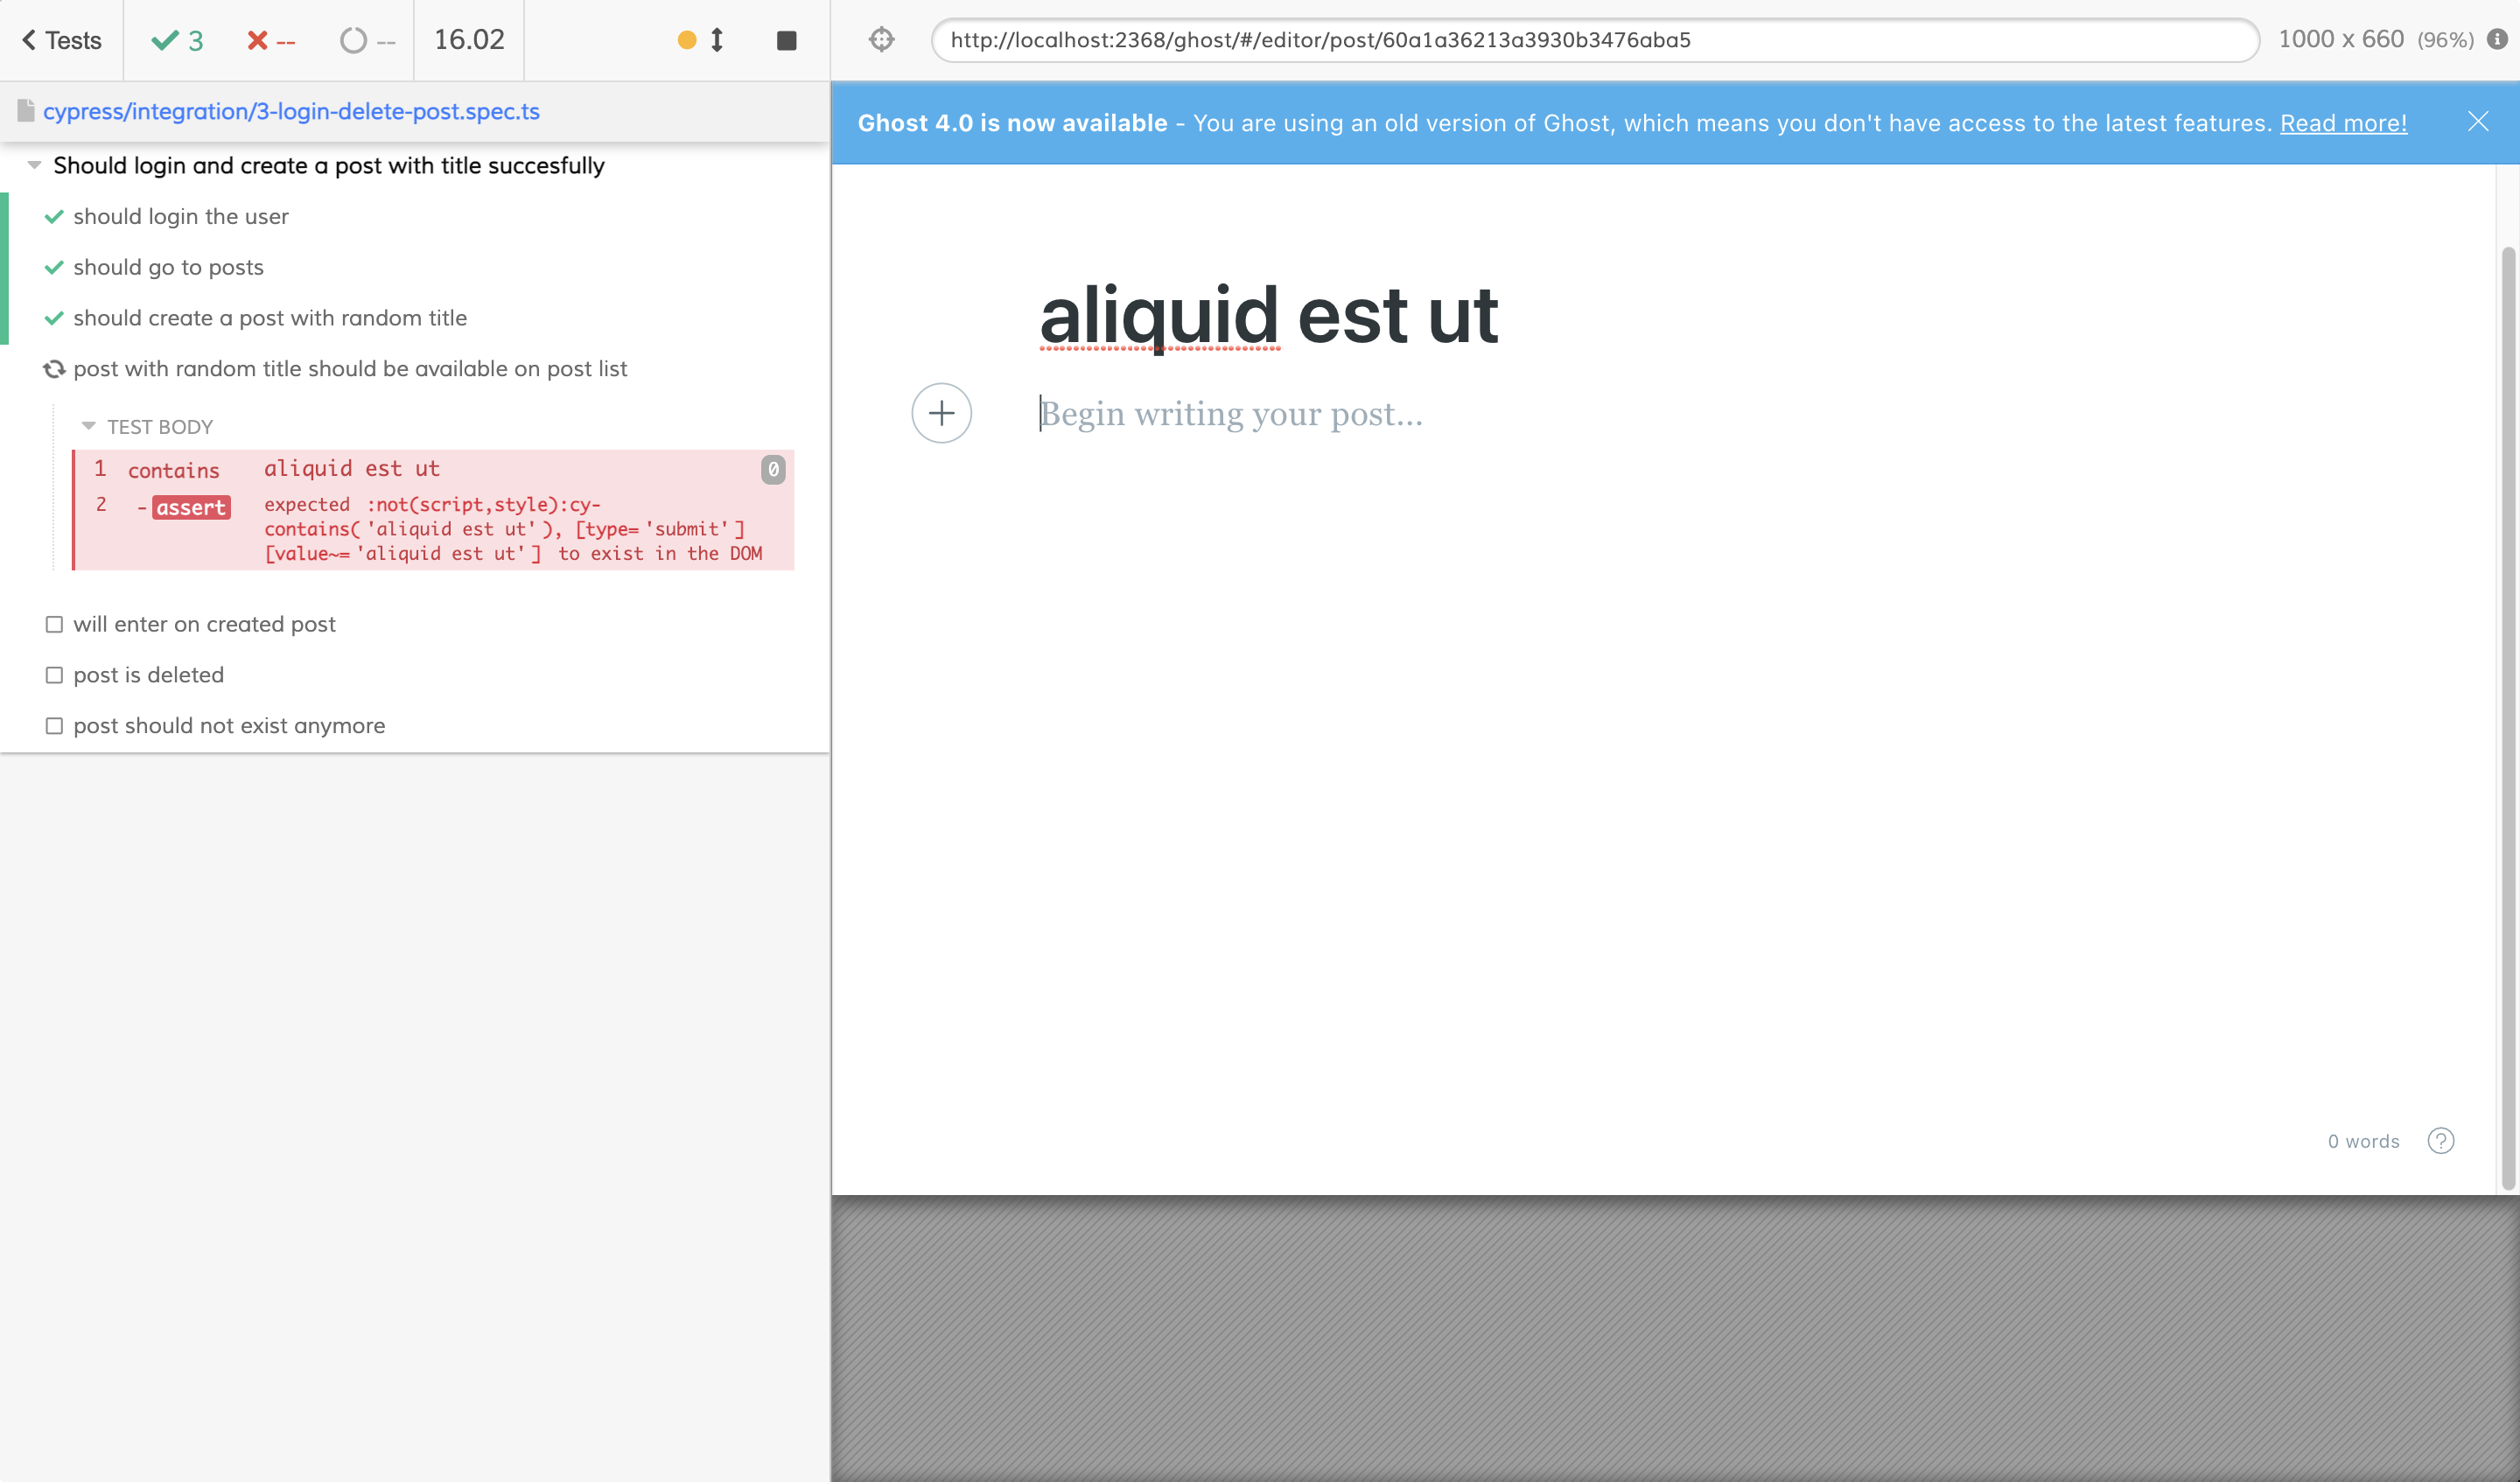 Tests
3
--
--
16.02
http://localhost:2368/ghost/#/editor/post/60a1a36213a3930b3476aba5
1000 x 660 (96%)
cypress/integration/3-login-delete-post.spec.ts
Should login and create a post with title succesfully
should login the user
should go to posts
should create a post with random title
post with random title should be available on post list
TEST BODY
1 contains aliquid est ut 0
2 -assert expected :not(script,style):cy-
contains('aliquid est ut'), [type='submit']
[value~='aliquid est ut'] to exist in the DOM
will enter on created post
post is deleted
post should not exist anymore
Ghost 4.0 is now available - You are using an old version of Ghost, which means you don't have access to the latest features. Read more!
aliquid est ut
Begin writing your post...
0 words
?